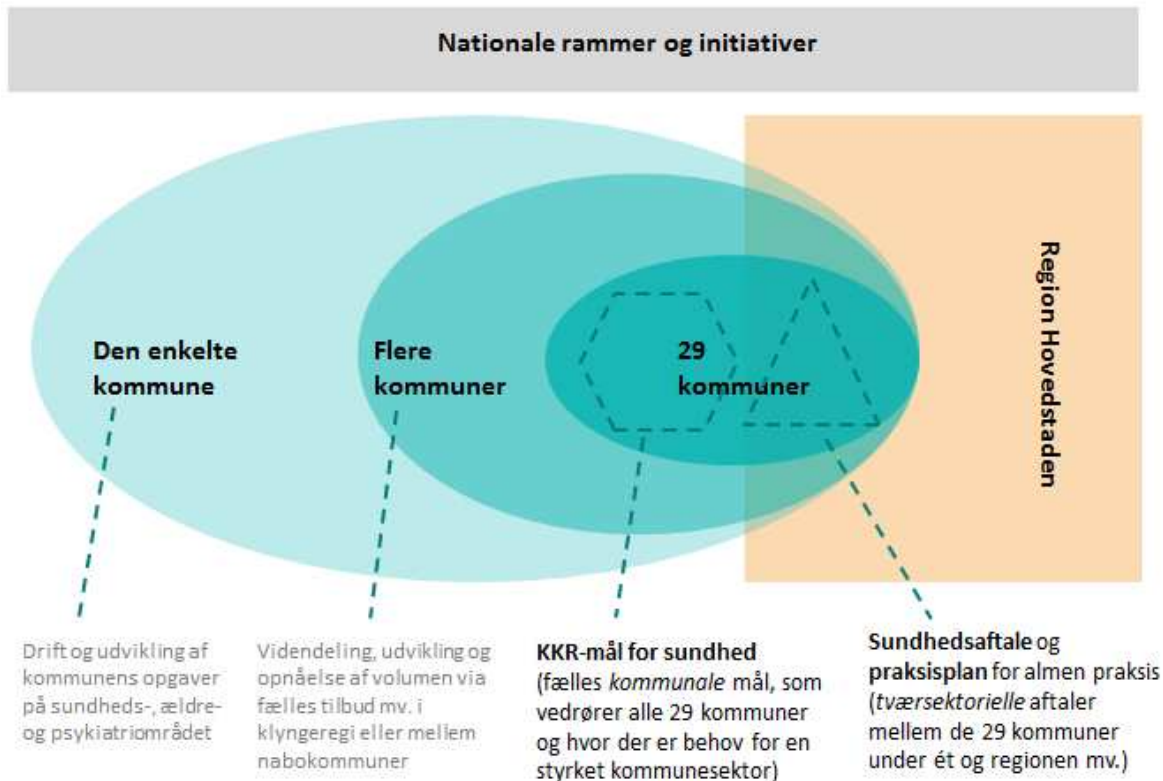 Nationale rammer og initiativer
Den enkelte
kommune
Flere
kommuner
29
kommuner
Region Hovedstaden
Drift og udvikling af
kommunens opgaver
på sundheds-, ældre-
og psykiatriområdet
Videndeling, udvikling og
opnåelse af volumen via
fælles tilbud mv. i
klyngeregi eller mellem
nabokommuner
KKR-mål for sundhed
(fælles kommunale mål, som
vedrører alle 29 kommuner
og hvor der er behov for en
styrket kommunesektor)
Sundhedsaftale og
praksisplan for almen praksis
(tværsektorielle aftaler
mellem de 29 kommuner
under ét og regionen mv.)